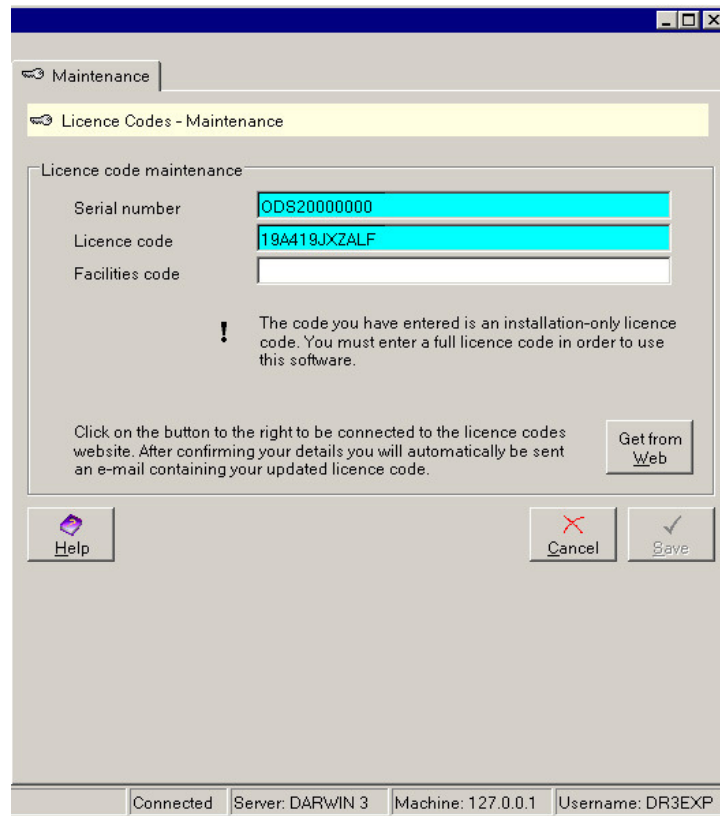 Maintenance
Licence Codes - Maintenance
Licence code maintenance
Serial number ODS20000000
Licence code 19A419JXZALF
Facilities code
! The code you have entered is an installation-only licence
code. You must enter a full licence code in order to use
this software.
Click on the button to the right to be connected to the licence codes
website. After confirming your details you will automatically be sent
an e-mail containing your updated licence code.
Get from
Web
Help
Cancel
Save
Connected Server: DARWIN 3 Machine: 127.0.0.1 Username: DR3EXP